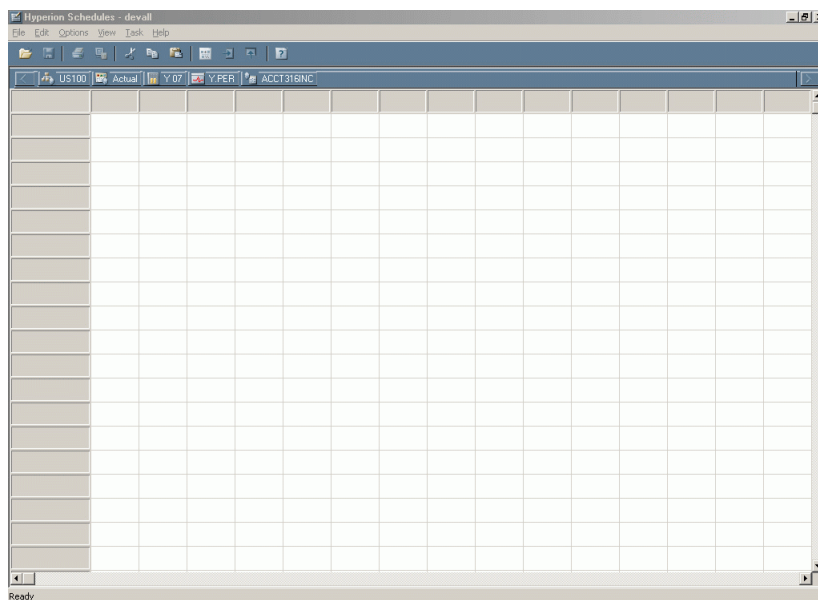 Hyperion Schedules - devall
File Edit Options View Task Help
US100 Actual Y 07 Y.PER ACCT316INC
Ready